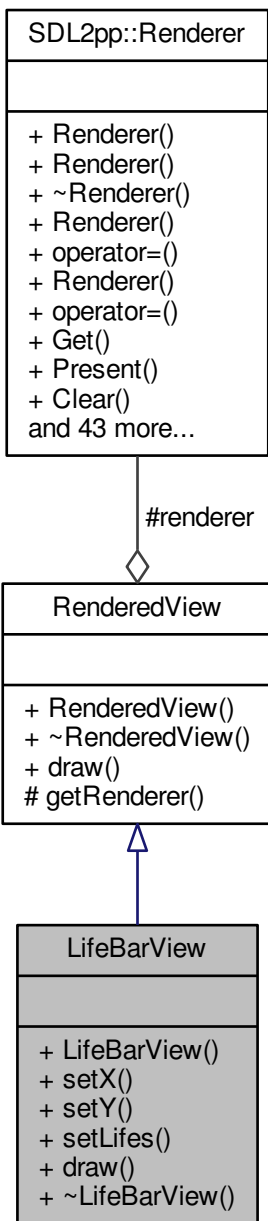 SDL2pp::Renderer
+ Renderer()
+ Renderer()
+ ~Renderer()
+ Renderer()
+ operator=()
+ Renderer()
+ operator=()
+ Get()
+ Present()
+ Clear()
and 43 more...
#renderer
RenderedView
+ RenderedView()
+ ~RenderedView()
+ draw()
# getRenderer()
LifeBarView
+ LifeBarView()
+ setX()
+ setY()
+ setLifes()
+ draw()
+ ~LifeBarView()